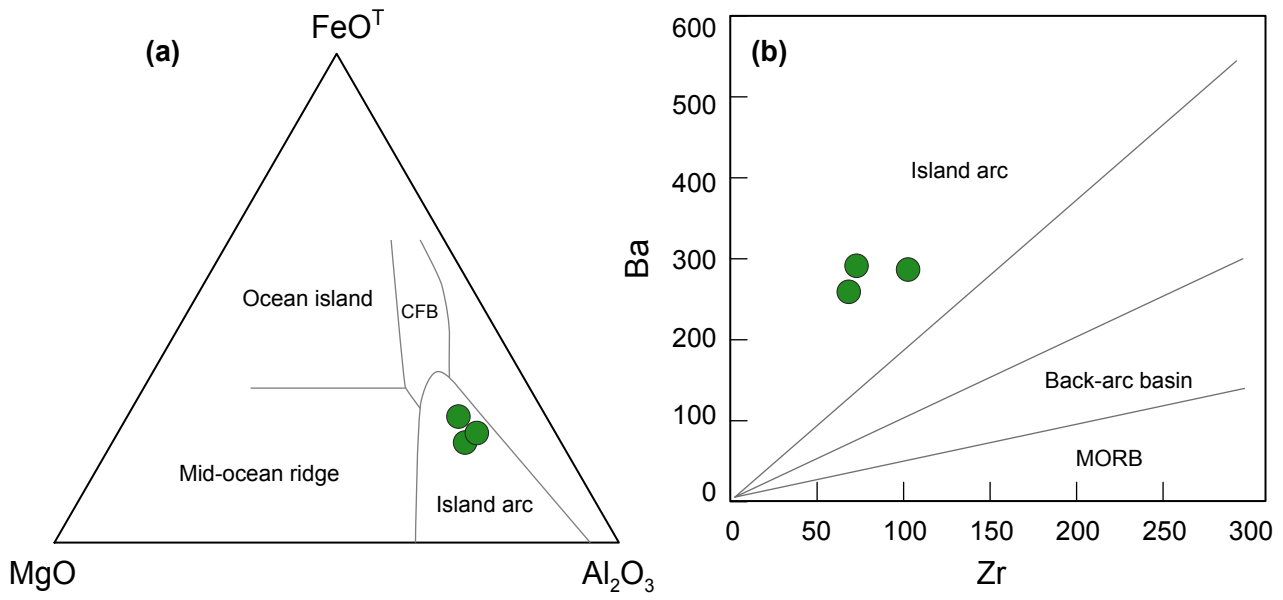 (a)
FeOᵀ
Ocean island
CFB
Mid-ocean ridge
Island arc
MgO
Al₂O₃
(b)
600
500
400
300
200
100
0
Ba
Island arc
Back-arc basin
MORB
0 50 100 150 200 250 300
Zr